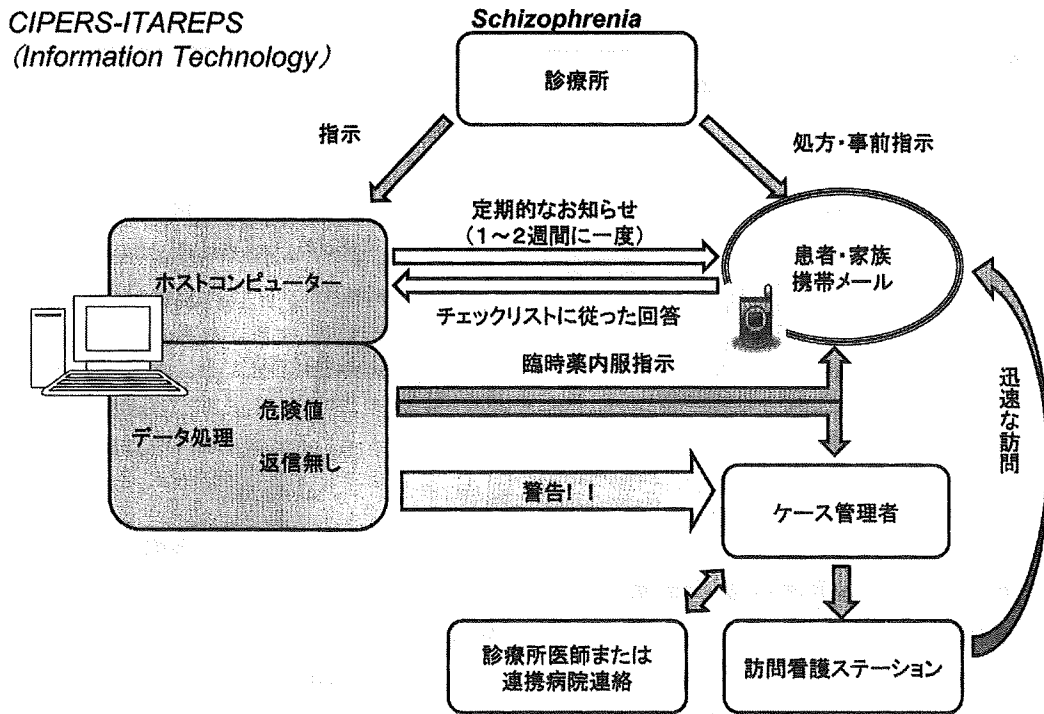 CIPERS-ITAREPS
(Information Technology)
Schizophrenia
診療所
指示
処方・事前指示
定期的なお知らせ
(1~2週間に一度)
ホストコンピューター
患者・家族
携帯メール
チェックリストに従った回答
臨時薬内服指示
危険値
データ処理
返信無し
迅速な訪問
警告!!
ケース管理者
診療所医師または
連携病院連絡
訪問看護ステーション